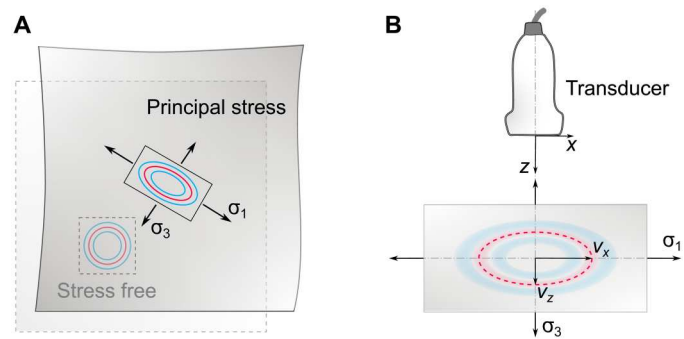 A
Principal stress
σ1
σ3
Stress free
B
Transducer
x
z
vx
σ1
vz
σ3